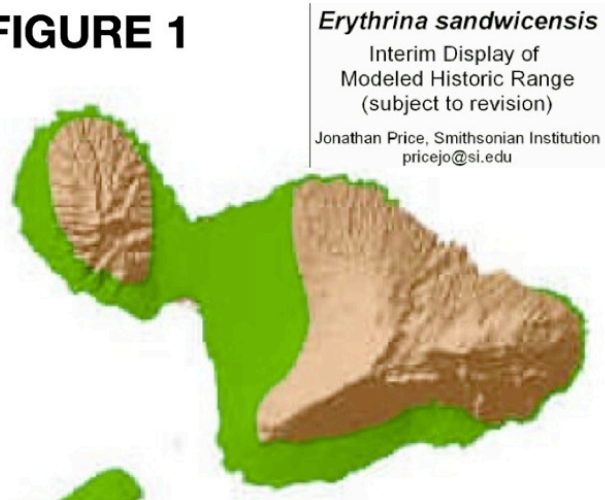 FIGURE 1
Erythrina sandwicensis
Interim Display of
Modeled Historic Range
(subject to revision)
Jonathan Price, Smithsonian Institution
pricejo@si.edu